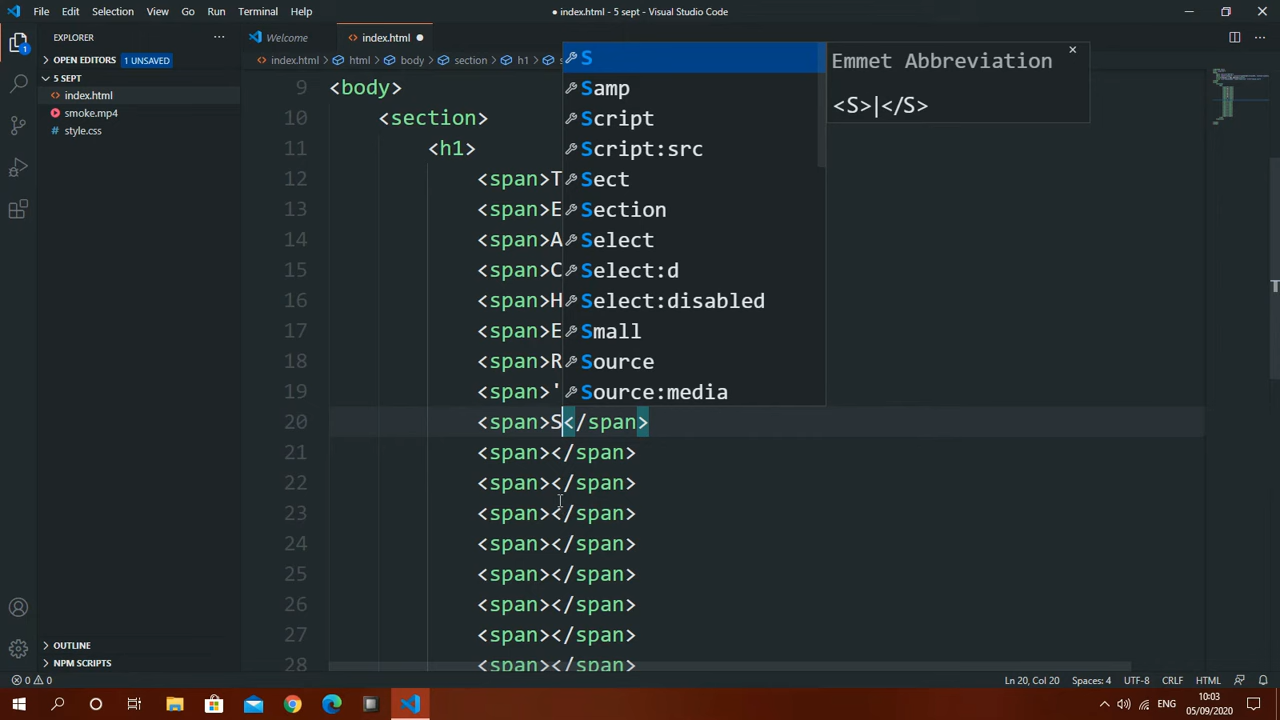 File Edit Selection View Go Run Terminal Help
● index.html - 5 sept - Visual Studio Code
EXPLORER ···
Welcome
index.html ●
OPEN EDITORS 1 UNSAVED
index.html > html > body > section > h1 >
5 SEPT
index.html
smoke.mp4
style.css
9 <body>
10 <section>
11 <h1>
12 <span>T
13 <span>E
14 <span>A
15 <span>C
16 <span>H
17 <span>E
18 <span>R
19 <span>'
20 <span>S</span>
21 <span></span>
22 <span></span>
23 <span></span>
24 <span></span>
25 <span></span>
26 <span></span>
27 <span></span>
28 <span></span>
S
Samp
Script
Script:src
Sect
Section
Select
Select:d
Select:disabled
Small
Source
Source:media
Emmet Abbreviation
<S>|</S>
OUTLINE
NPM SCRIPTS
0 0
Ln 20, Col 20 Spaces: 4 UTF-8 CRLF HTML
1
ENG
10:03
05/09/2020